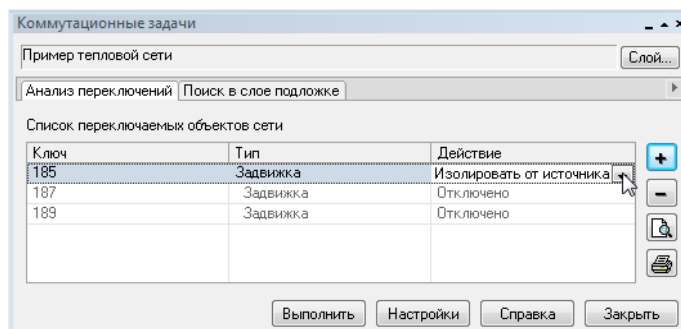 Коммутационные задачи
Пример тепловой сети Слой...
Анализ переключений Поиск в слое подложке
Список переключаемых объектов сети
Ключ Тип Действие
185 Задвижка Изолировать от источника
187 Задвижка Отключено
189 Задвижка Отключено
Выполнить Настройки Справка Закрыть